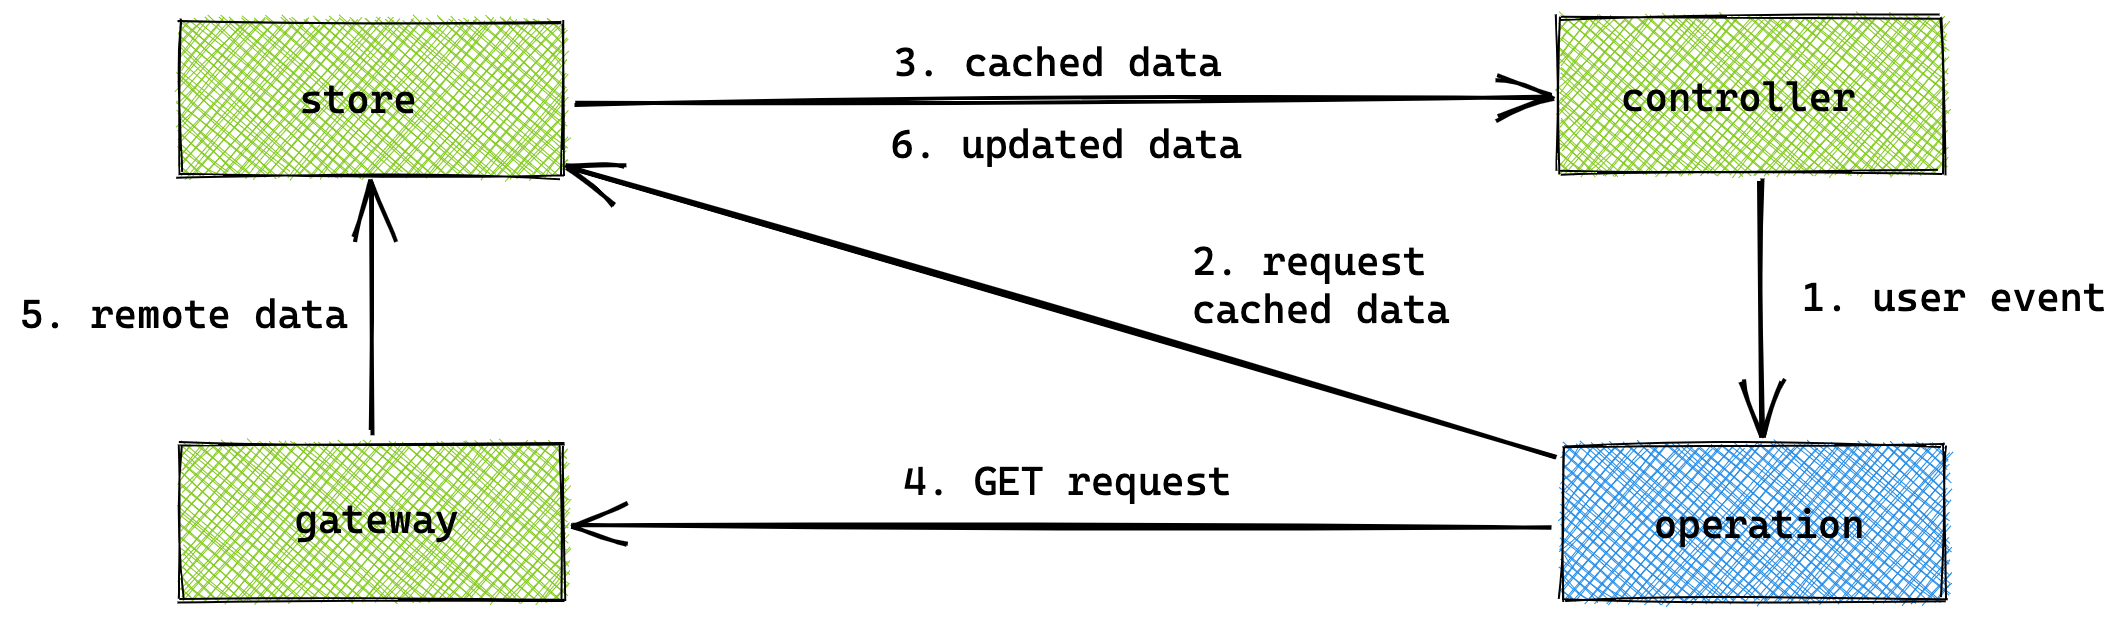 store
3. cached data
controller
6. updated data
2. request
cached data
1. user event
5. remote data
4. GET request
gateway
operation